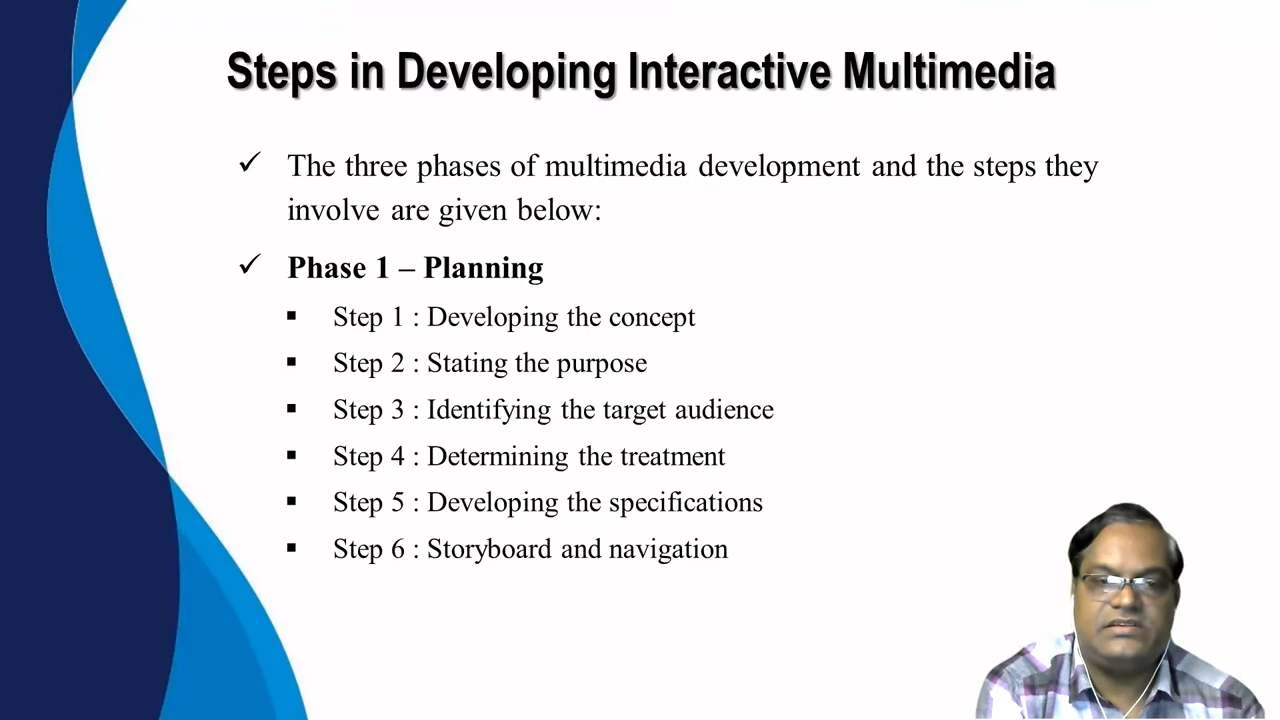 Steps in Developing Interactive Multimedia
✓ The three phases of multimedia development and the steps they
involve are given below:
✓ Phase 1 – Planning
▪ Step 1 : Developing the concept
▪ Step 2 : Stating the purpose
▪ Step 3 : Identifying the target audience
▪ Step 4 : Determining the treatment
▪ Step 5 : Developing the specifications
▪ Step 6 : Storyboard and navigation